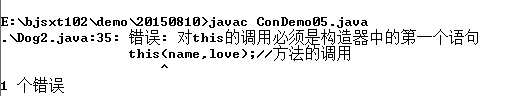 E:\bjsxt102\demo\20150810>javac ConDemo05.java
.\Dog2.java:35: 错误: 对this的调用必须是构造器中的第一个语句
this(name,love);//方法的调用
^
1 个错误